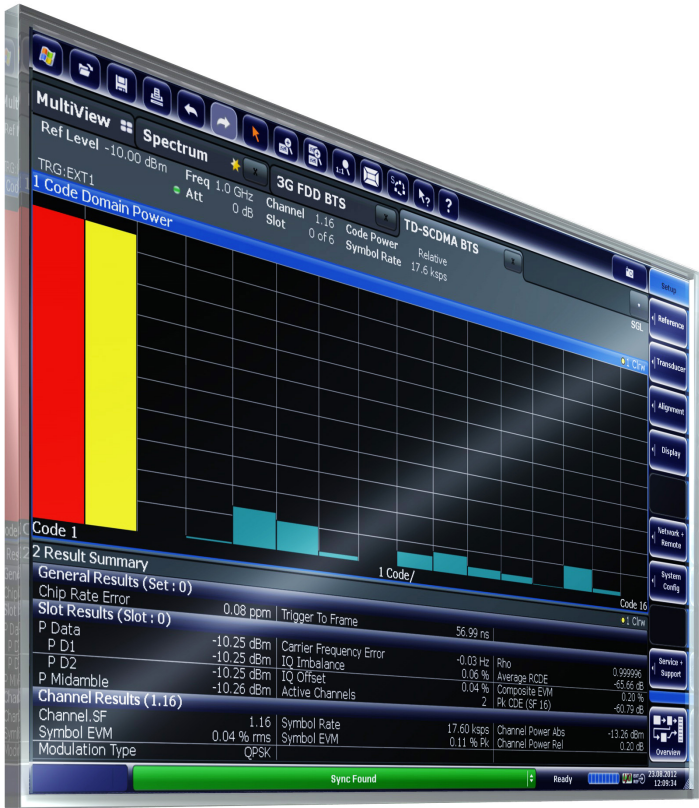 MultiView
Spectrum
3G FDD BTS
TD-SCDMA BTS
Ref Level -10.00 dBm
Freq 1.0 GHz
Channel 1.16
Code Power Relative
TRG:EXT1
Att 0 dB
Slot 0 of 6
Symbol Rate 17.6 ksps
SGL
1 Code Domain Power
1 Clrw
Code 1
1 Code/
Code 16
2 Result Summary
1 Clrw
General Results (Set : 0)
Chip Rate Error 0.08 ppm Trigger To Frame 56.99 ns
Slot Results (Slot : 0)
P Data -10.25 dBm Carrier Frequency Error -0.03 Hz Rho 0.999996
P D1 -10.25 dBm IQ Imbalance 0.06 % Average RCDE -65.66 dB
P D2 -10.25 dBm IQ Offset 0.04 % Composite EVM 0.20 %
P Midamble -10.26 dBm Active Channels 2 Pk CDE (SF 16) -60.79 dB
Channel Results (1.16)
Channel.SF 1.16 Symbol Rate 17.60 ksps Channel Power Abs -13.26 dBm
Symbol EVM 0.04 % rms Symbol EVM 0.11 % Pk Channel Power Rel 0.20 dB
Modulation Type QPSK
Sync Found
Ready
23.08.2012
12:09:34
Setup
Reference
Transducer
Alignment
Display
Network +
Remote
System
Config
Service +
Support
Overview
1:1
?